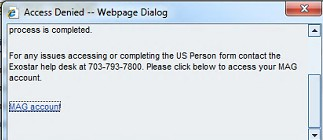 Access Denied -- Webpage Dialog
process is completed.
For any issues accessing or completing the US Person form contact the
Exostar help desk at 703-793-7800. Please click below to access your MAG
account.
MAG account